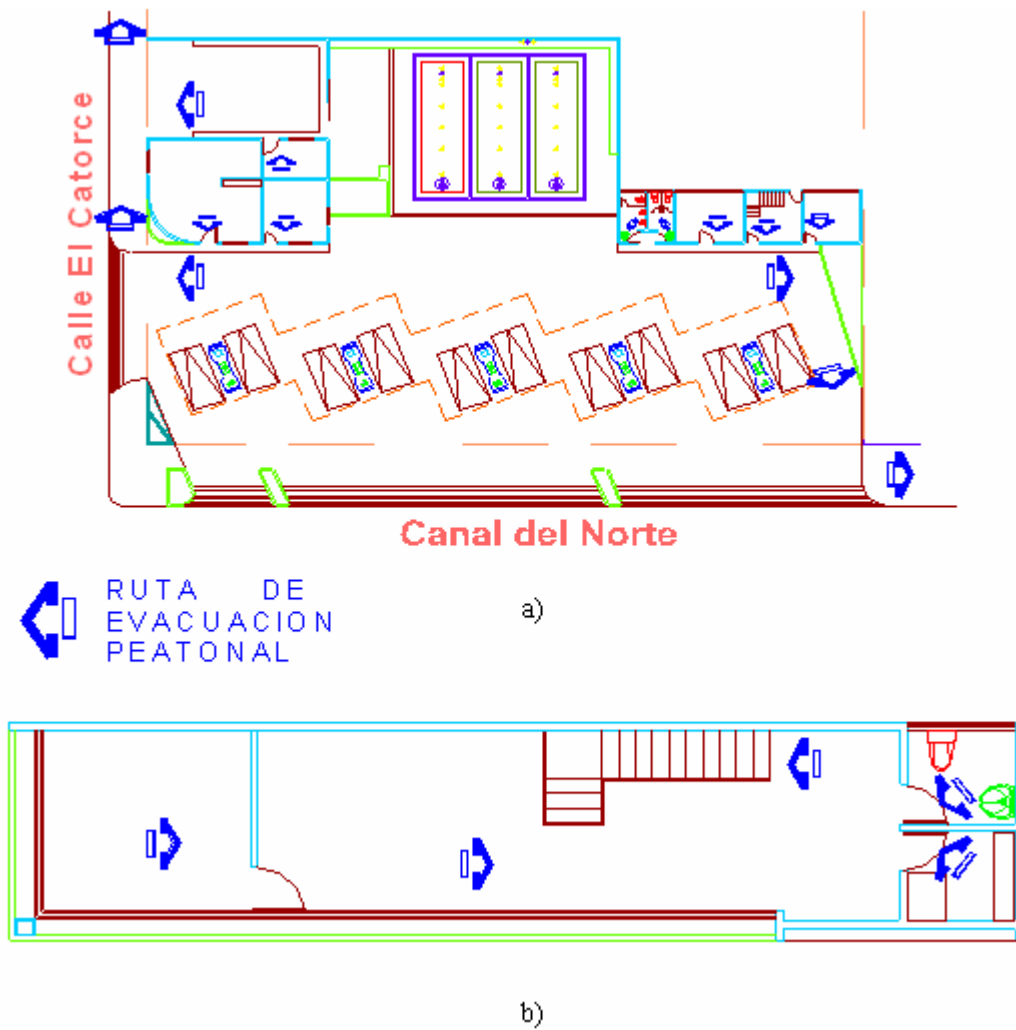 Calle El Catorce
Canal del Norte
RUTA DE
EVACUACION
PEATONAL
a)
b)